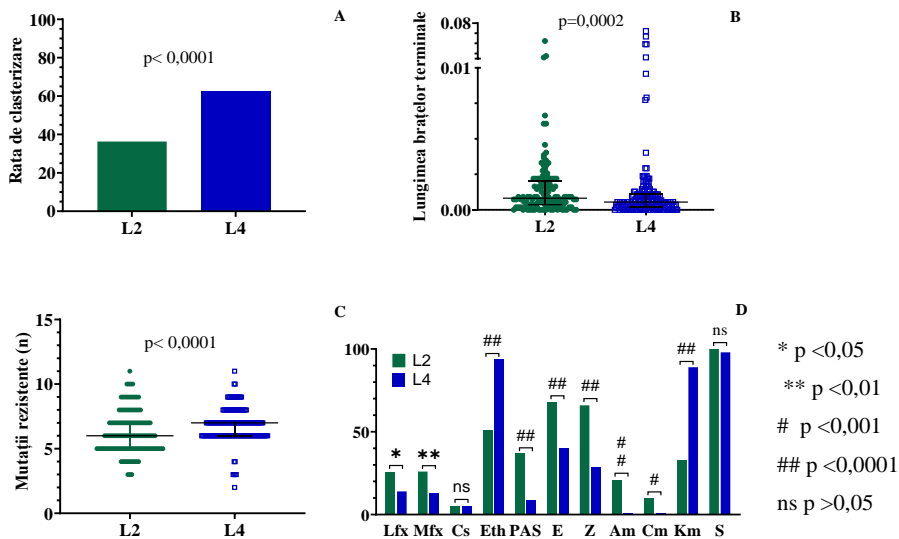 A
Rata de clasterizare
100
80
60
40
20
0
p< 0,0001
L2
L4
B
Lungimea brațelor terminale
0.08
0.01
0.00
p=0,0002
L2
L4
C
Mutații rezistente (n)
15
10
5
0
p< 0,0001
L2
L4
D
100
50
0
L2
L4
*
**
ns
##
##
##
##
#
#
#
##
ns
Lfx Mfx Cs Eth PAS E Z Am Cm Km S
* p <0,05
** p <0,01
# p <0,001
## p <0,0001
ns p >0,05